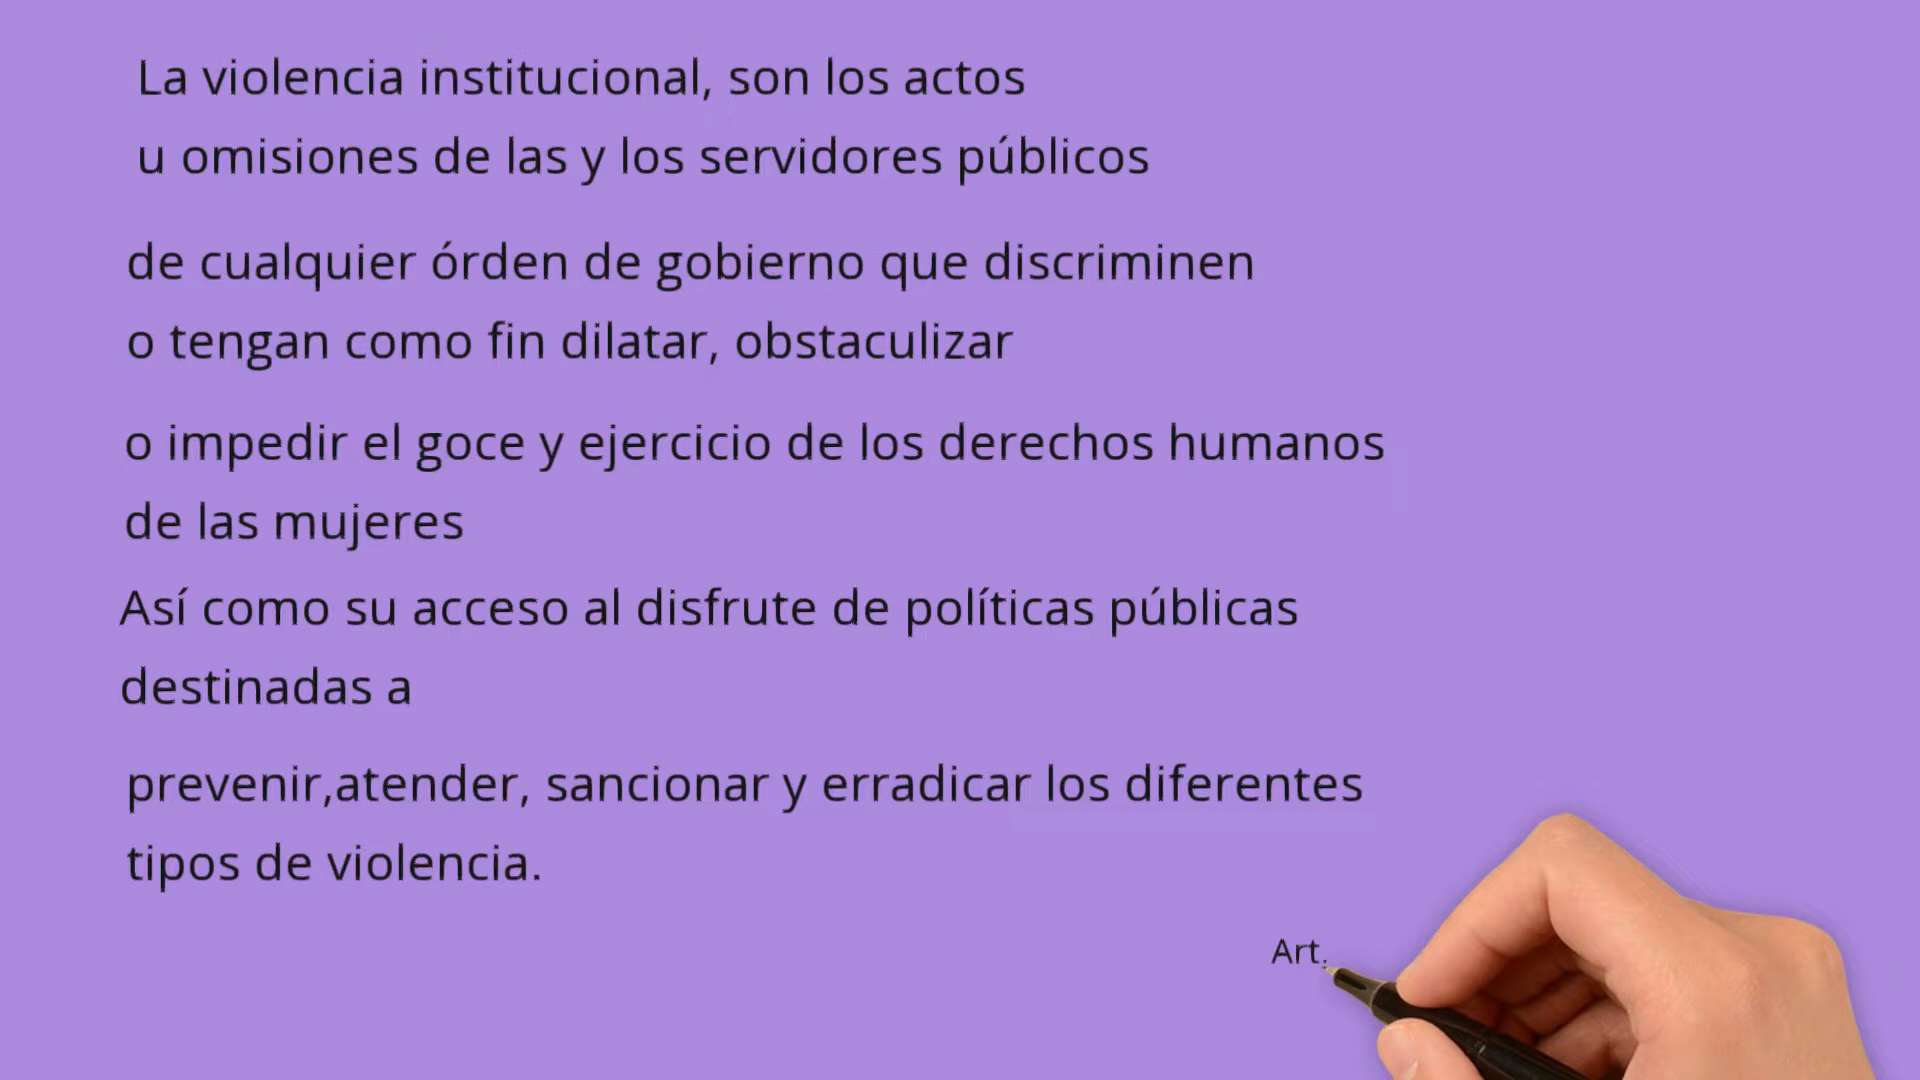 La violencia institucional, son los actos
u omisiones de las y los servidores públicos
de cualquier órden de gobierno que discriminen
o tengan como fin dilatar, obstaculizar
o impedir el goce y ejercicio de los derechos humanos
de las mujeres
Así como su acceso al disfrute de políticas públicas
destinadas a
prevenir,atender, sancionar y erradicar los diferentes
tipos de violencia.
Art.